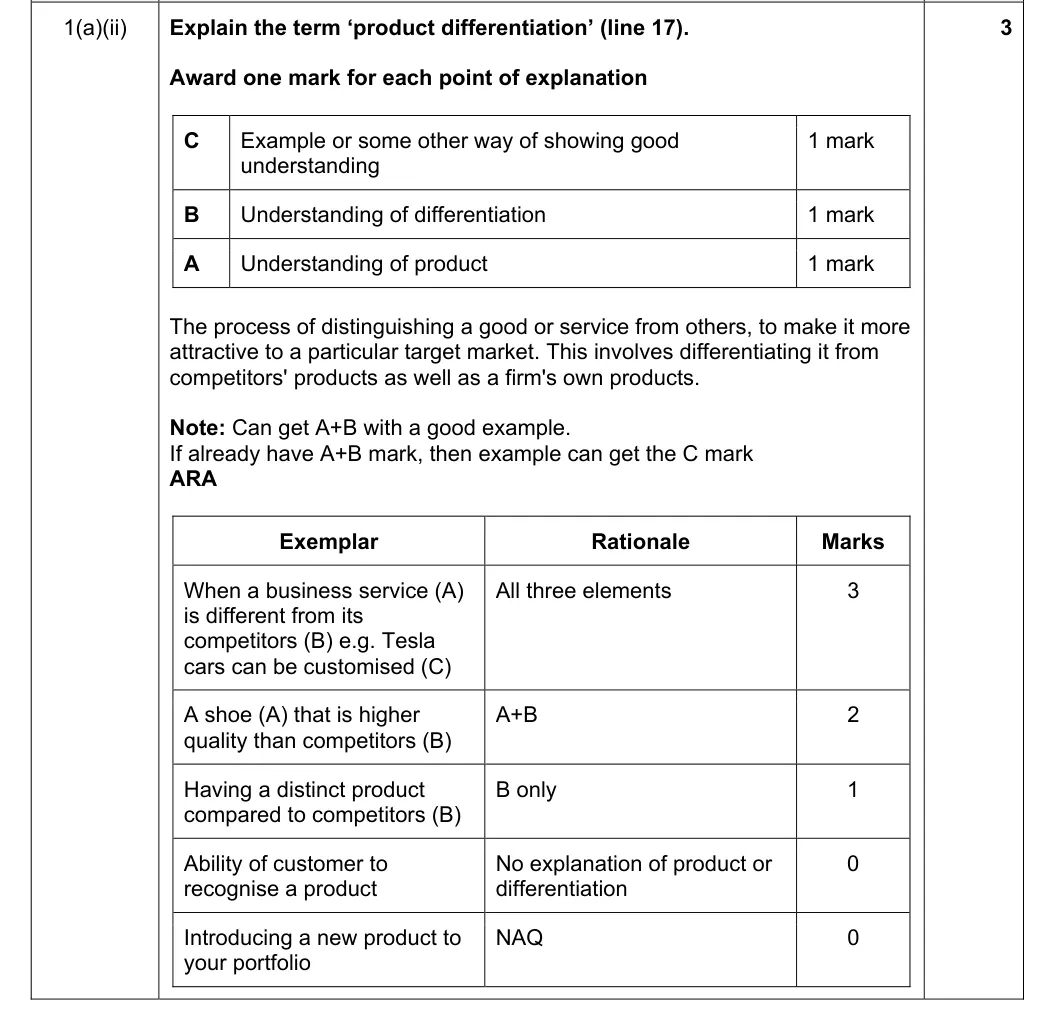 1(a)(ii)
Explain the term ‘product differentiation’ (line 17).
3
Award one mark for each point of explanation
C
Example or some other way of showing good
understanding
1 mark
B
Understanding of differentiation
1 mark
A
Understanding of product
1 mark
The process of distinguishing a good or service from others, to make it more
attractive to a particular target market. This involves differentiating it from
competitors' products as well as a firm's own products.
Note: Can get A+B with a good example.
If already have A+B mark, then example can get the C mark
ARA
Exemplar
Rationale
Marks
When a business service (A)
is different from its
competitors (B) e.g. Tesla
cars can be customised (C)
All three elements
3
A shoe (A) that is higher
quality than competitors (B)
A+B
2
Having a distinct product
compared to competitors (B)
B only
1
Ability of customer to
recognise a product
No explanation of product or
differentiation
0
Introducing a new product to
your portfolio
NAQ
0